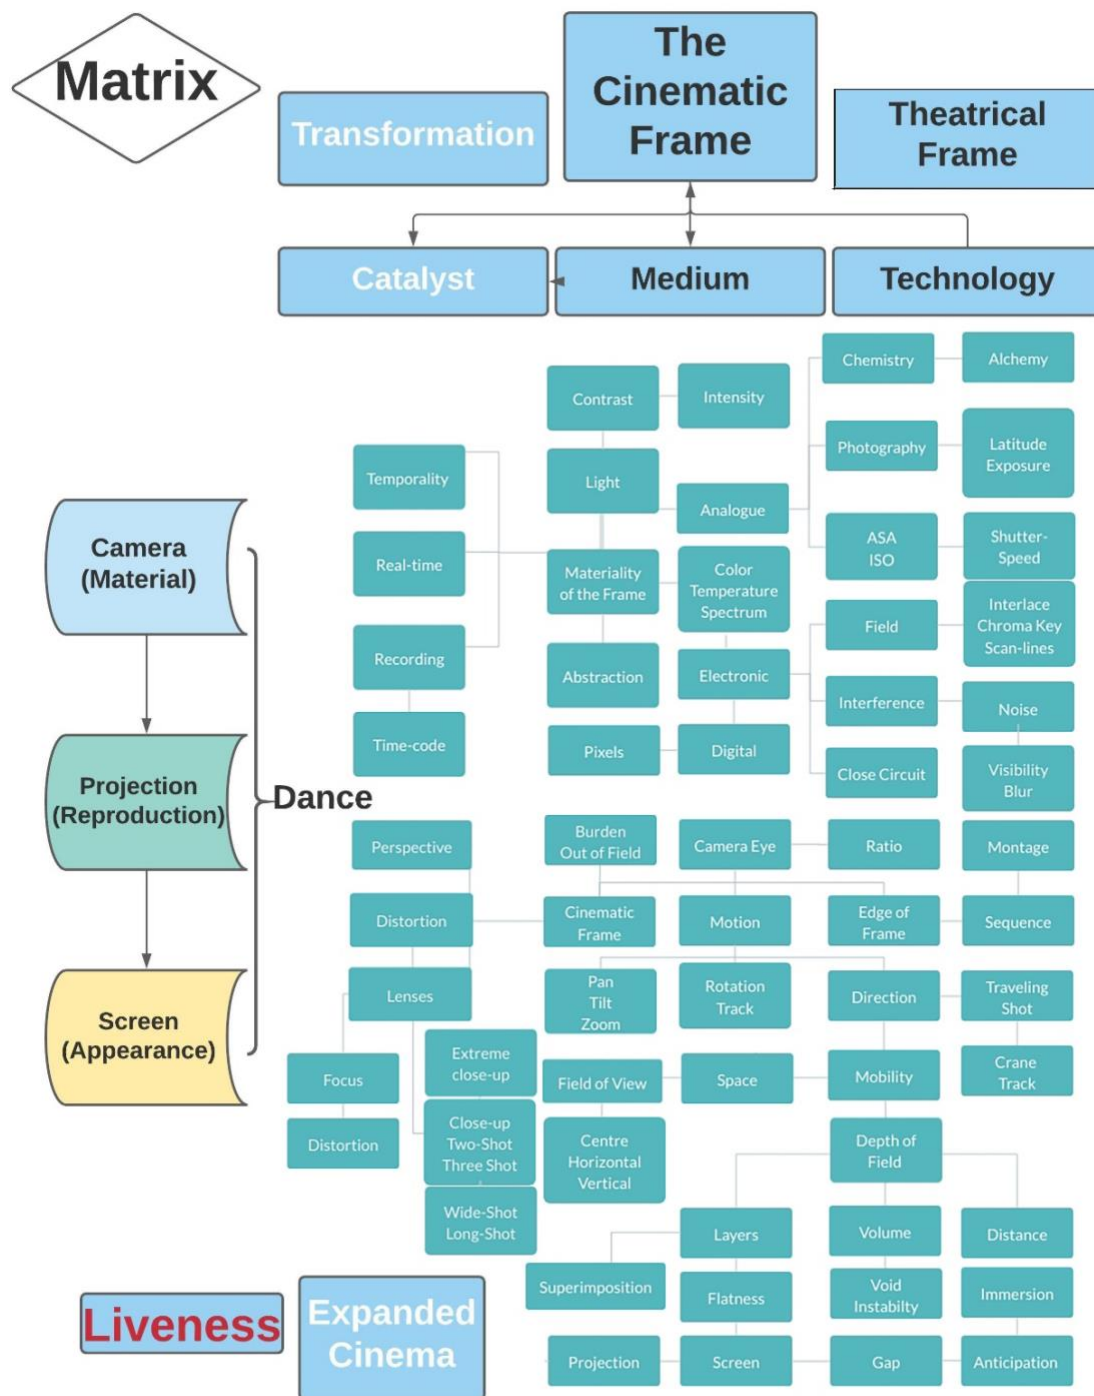 Matrix
Transformation
The
Cinematic
Frame
Theatrical
Frame
Catalyst
Medium
Technology
Chemistry
Alchemy
Contrast
Intensity
Photography
Latitude
Exposure
Temporality
Light
Analogue
ASA
ISO
Shutter-
Speed
Camera
(Material)
Real-time
Materiality
of the Frame
Color
Temperature
Spectrum
Field
Interlace
Chroma Key
Scan-lines
Recording
Abstraction
Electronic
Interference
Noise
Time-code
Pixels
Digital
Close Circuit
Visibility
Blur
Projection
(Reproduction)
Dance
Perspective
Burden
Out of Field
Camera Eye
Ratio
Montage
Distortion
Cinematic
Frame
Motion
Edge of
Frame
Sequence
Lenses
Pan
Tilt
Zoom
Rotation
Track
Direction
Traveling
Shot
Screen
(Appearance)
Focus
Extreme
close-up
Field of View
Space
Mobility
Crane
Track
Distortion
Close-up
Two-Shot
Three Shot
Centre
Horizontal
Vertical
Depth of
Field
Wide-Shot
Long-Shot
Layers
Volume
Distance
Superimposition
Flatness
Void
Instabilty
Immersion
Liveness
Expanded
Cinema
Projection
Screen
Gap
Anticipation